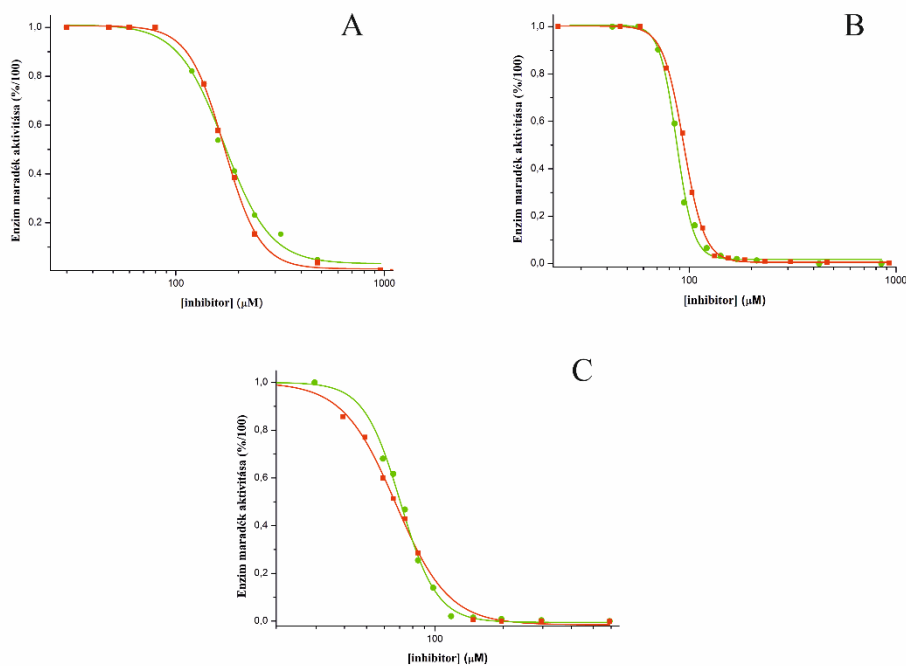 A
Enzim maradék aktivitása (%/100)
1,0
0,8
0,6
0,4
0,2
100
1000
[inhibitor] (μM)
B
Enzim maradék aktivitása (%/100)
1,0
0,8
0,6
0,4
0,2
0,0
100
1000
[inhibitor] (μM)
C
Enzim maradék aktivitása (%/100)
1,0
0,8
0,6
0,4
0,2
0,0
100
[inhibitor] (μM)